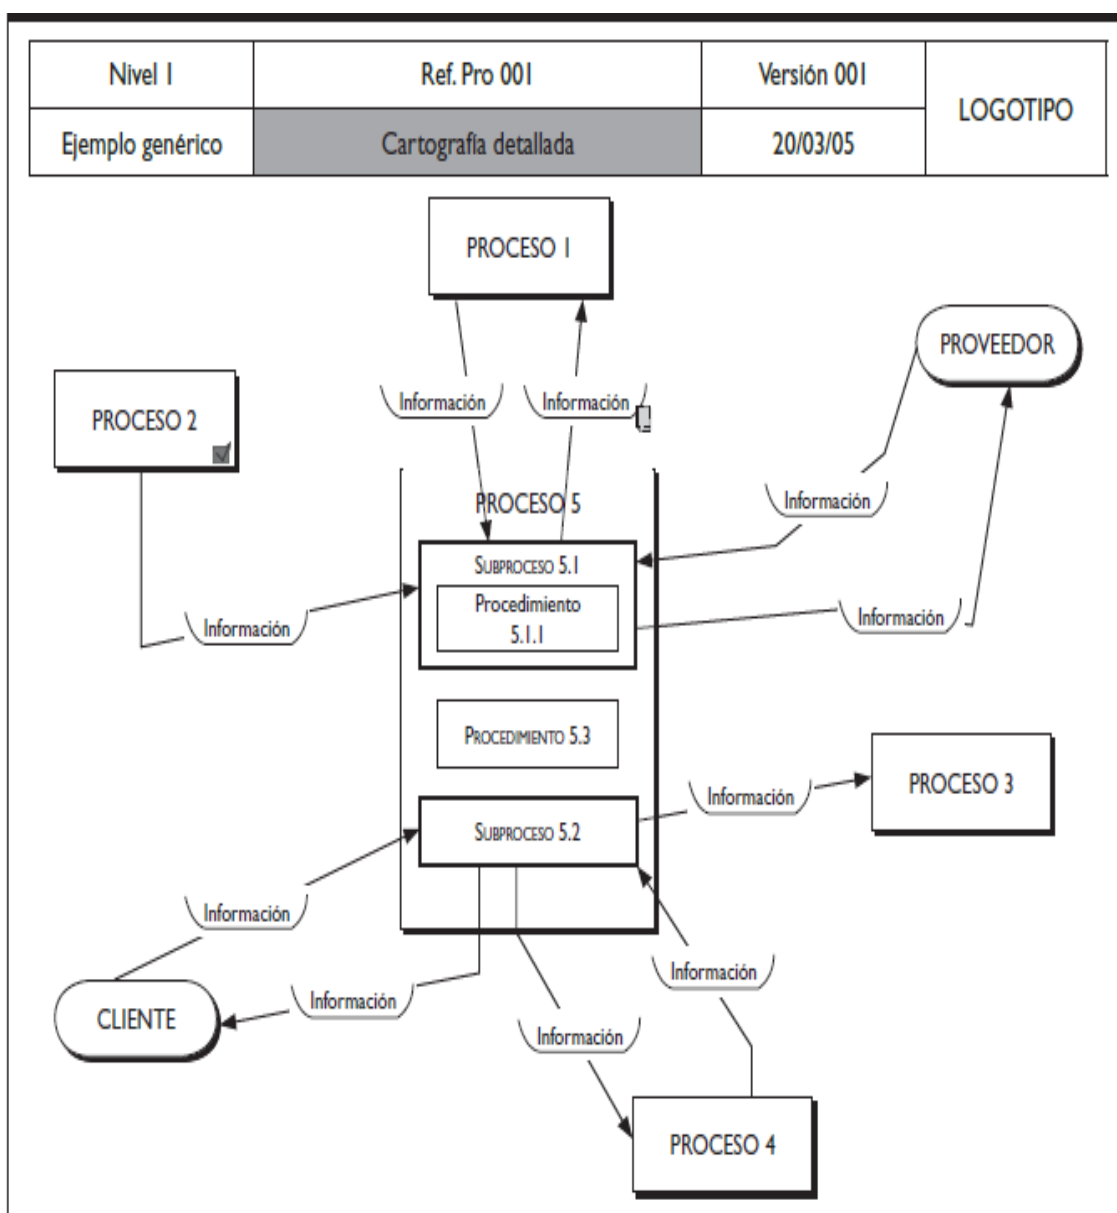 Nivel 1
Ref. Pro 001
Versión 001
LOGOTIPO
Ejemplo genérico
Cartografía detallada
20/03/05
PROCESO 1
PROVEEDOR
PROCESO 2
Información
Información
Información
PROCESO 5
SUBPROCESO 5.1
Procedimiento
5.1.1
Información
Información
PROCEDIMIENTO 5.3
PROCESO 3
Información
SUBPROCESO 5.2
Información
Información
Información
CLIENTE
Información
PROCESO 4